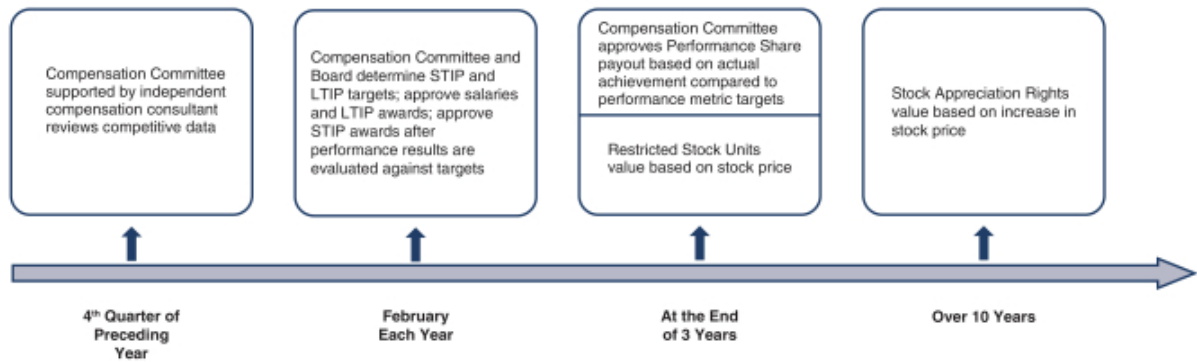 Compensation Committee
supported by independent
compensation consultant
reviews competitive data
Compensation Committee and
Board determine STIP and
LTIP targets; approve salaries
and LTIP awards; approve
STIP awards after
performance results are
evaluated against targets
Compensation Committee
approves Performance Share
payout based on actual
achievement compared to
performance metric targets
Restricted Stock Units
value based on stock price
Stock Appreciation Rights
value based on increase in
stock price
4th Quarter of
Preceding
Year
February
Each Year
At the End
of 3 Years
Over 10 Years